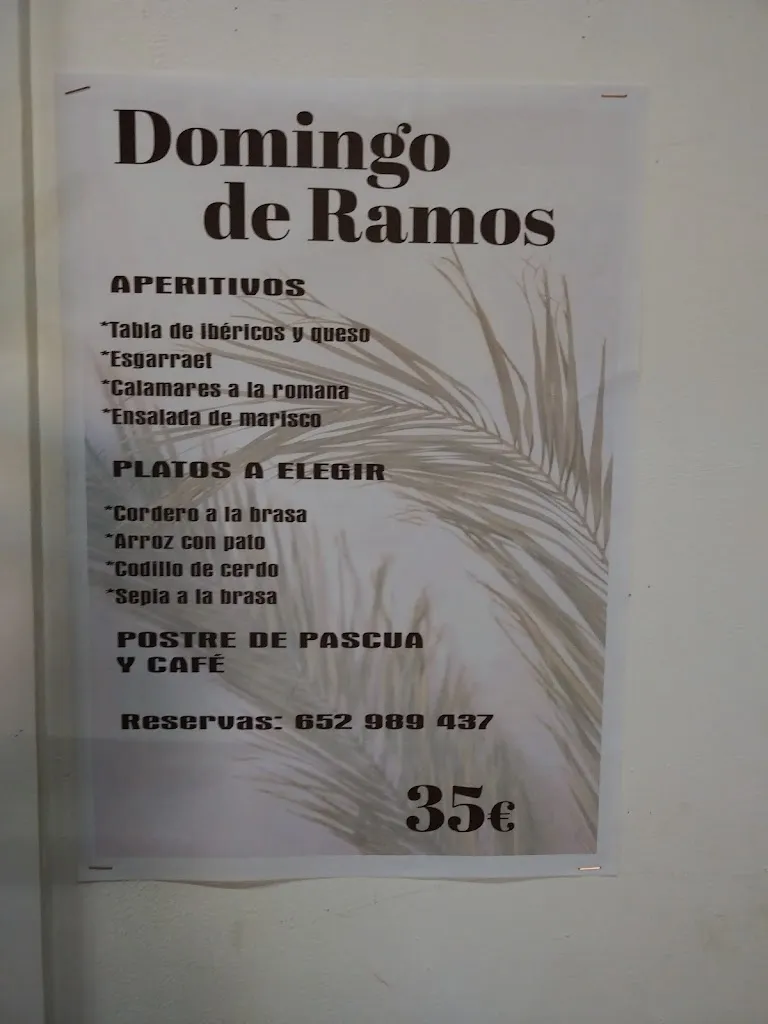 Domingo
de Ramos
APERITIVOS
*Tabla de ibéricos y queso
*Esgarraet
*Calamares a la romana
*Ensalada de marisco
PLATOS A ELEGIR
*Cordero a la brasa
*Arroz con pato
*Codillo de cerdo
*Sepia a la brasa
POSTRE DE PASCUA
Y CAFÉ
Reservas: 652 989 437
35€